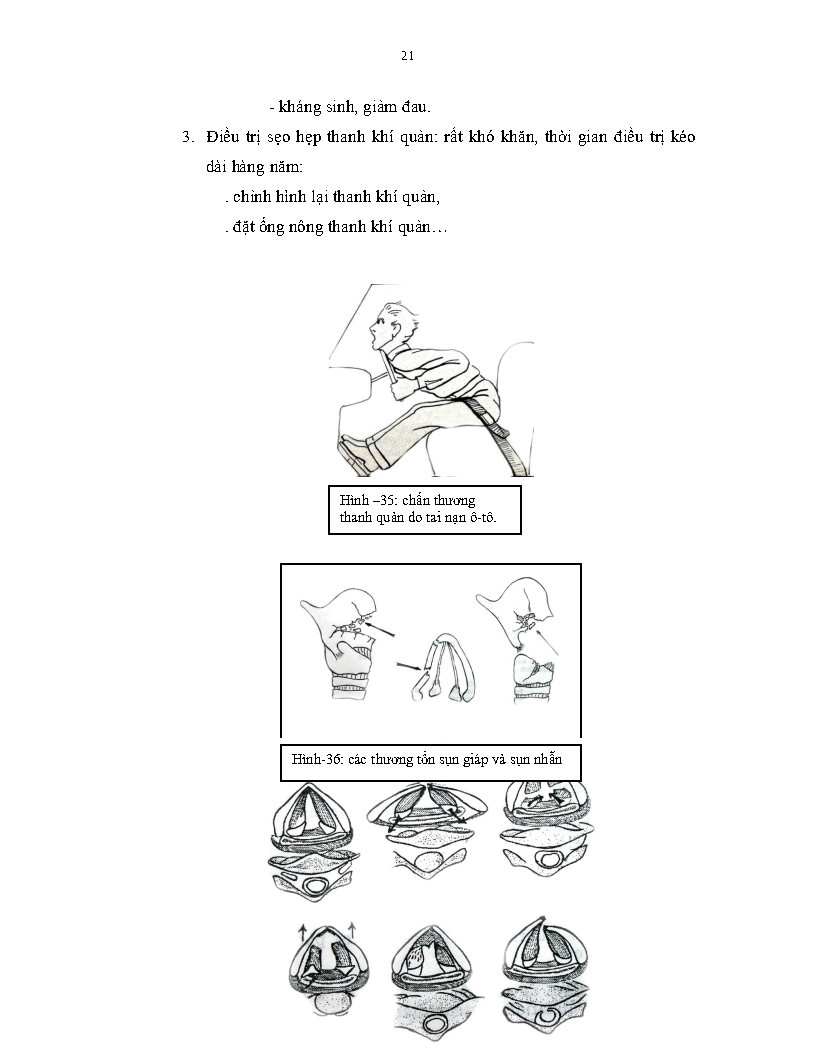 21
- kháng sinh, giảm đau.
3. Điều trị sẹo hẹp thanh khí quản: rất khó khăn, thời gian điều trị kéo
dài hàng năm:
. chỉnh hình lại thanh khí quản,
. đặt ống nông thanh khí quản…
Hình –35: chấn thương
thanh quản do tai nạn ô-tô.
Hình-36: các thương tổn sụn giáp và sụn nhẫn